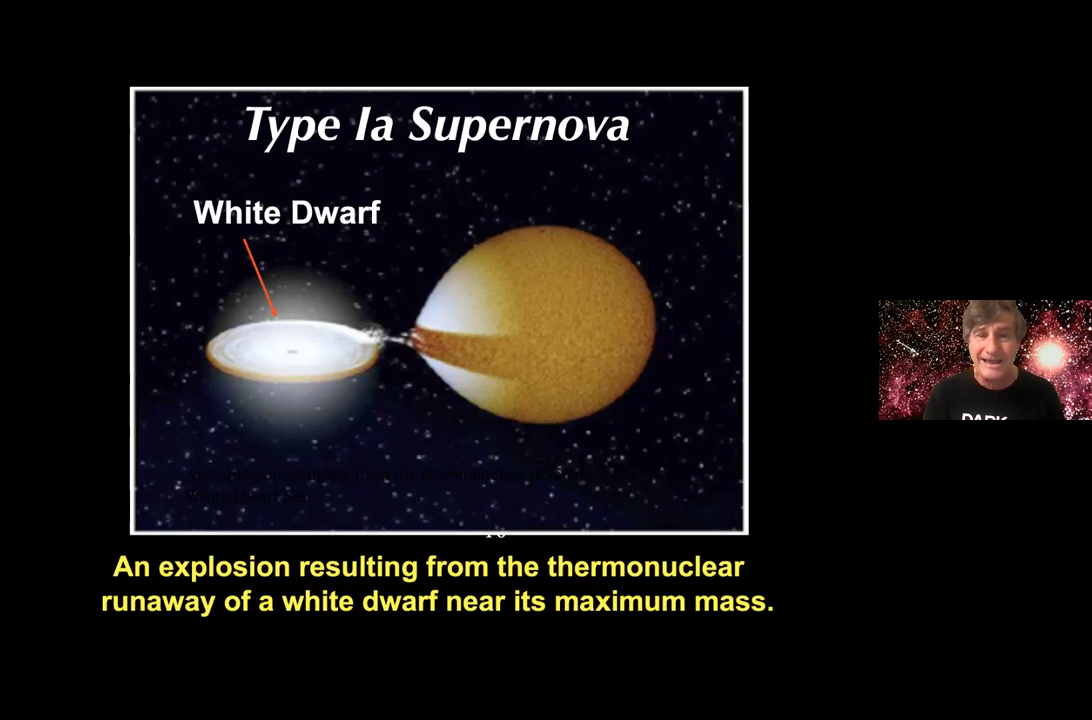 Type Ia Supernova
White Dwarf
An explosion resulting from the thermonuclear
runaway of a white dwarf near its maximum mass.
DARK